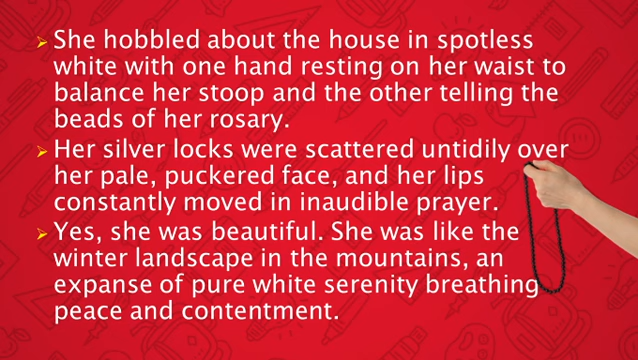 ➢ She hobbled about the house in spotless
white with one hand resting on her waist to
balance her stoop and the other telling the
beads of her rosary.
➢ Her silver locks were scattered untidily over
her pale, puckered face, and her lips
constantly moved in inaudible prayer.
➢ Yes, she was beautiful. She was like the
winter landscape in the mountains, an
expanse of pure white serenity breathing
peace and contentment.